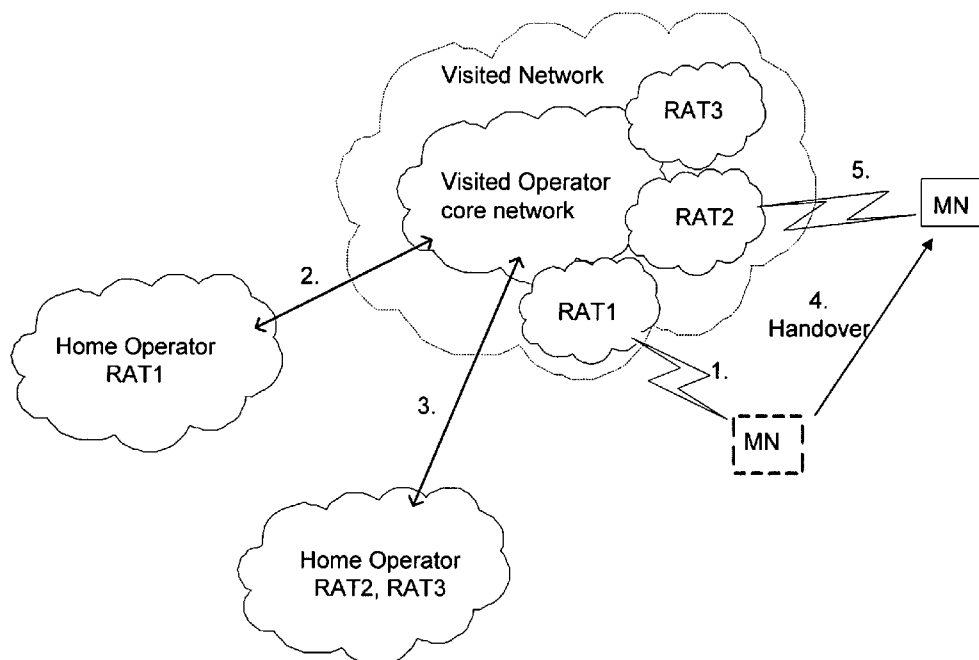 Visited Network
RAT3
Visited Operator
core network
RAT2
5.
MN
2.
RAT1
4.
Handover
Home Operator
RAT1
1.
3.
MN
Home Operator
RAT2, RAT3